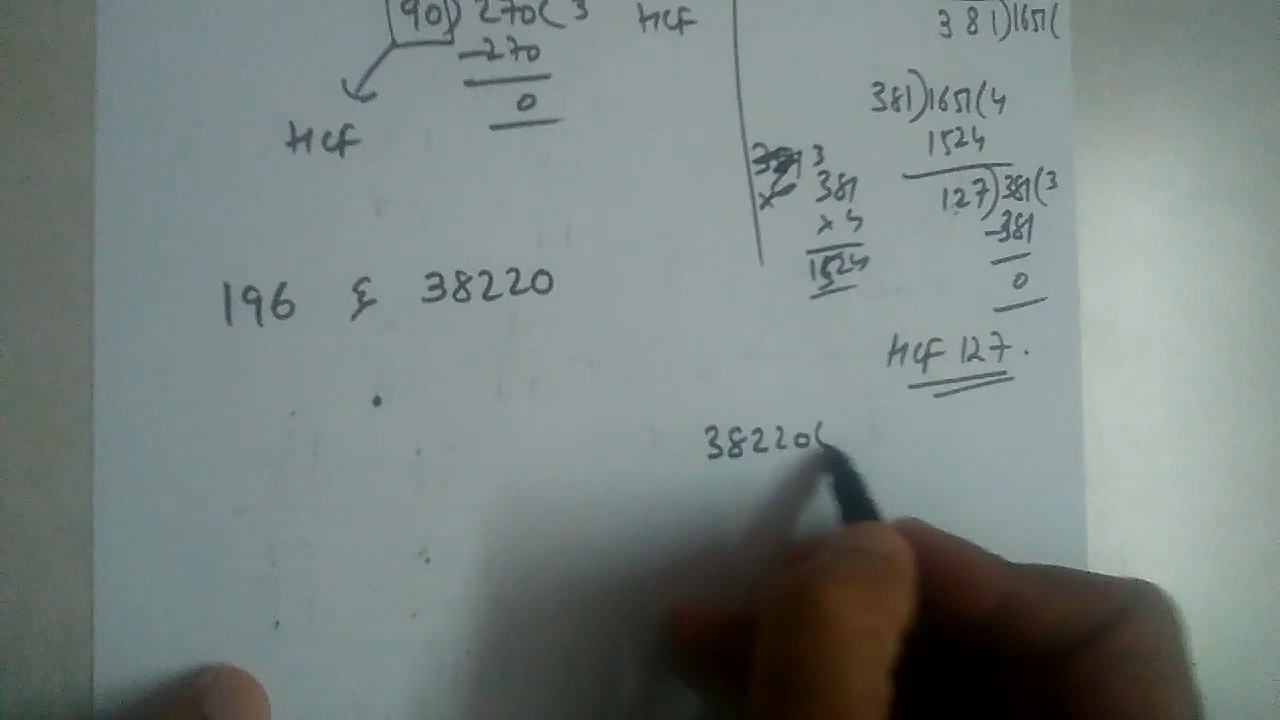 90) 270( 3
-270
0
HCF
HCF
381)1651(
381)1651(4
1524
127)381(3
-381
0
3
381
x 4
1524
HCF 127.
196 & 38220
38220(